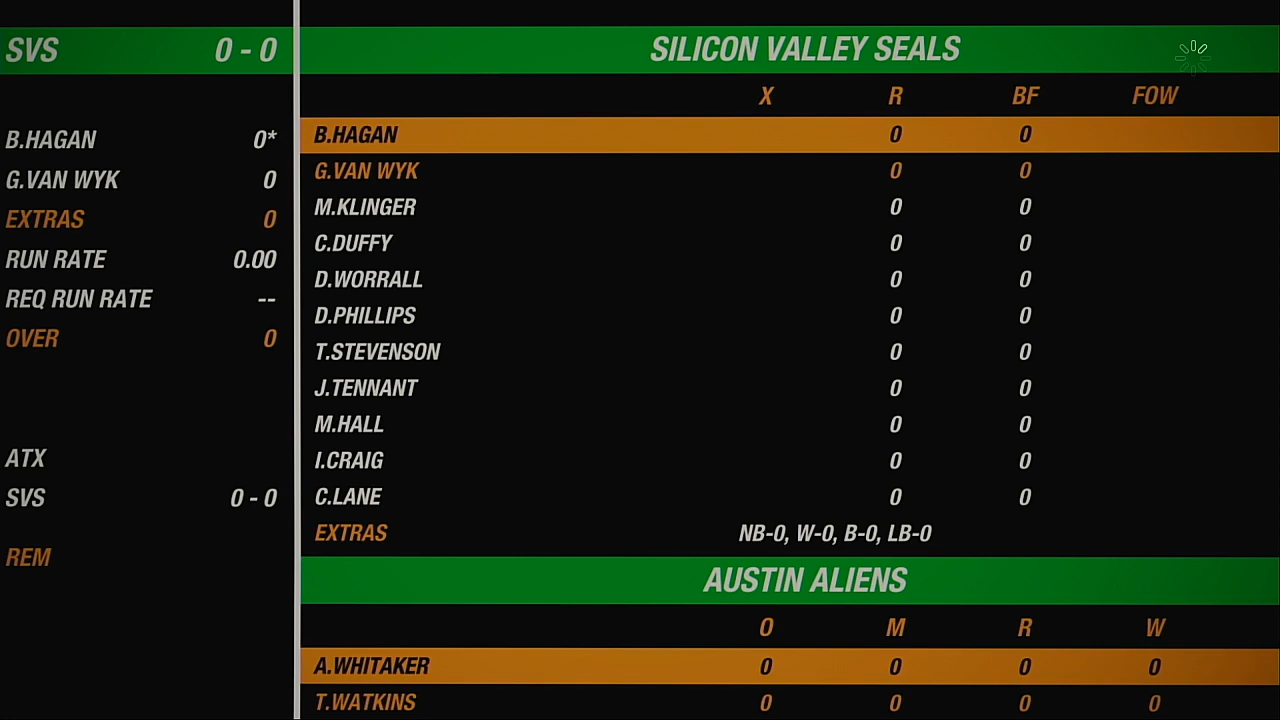 SVS 0 - 0
B.HAGAN 0*
G.VAN WYK 0
EXTRAS 0
RUN RATE 0.00
REQ RUN RATE --
OVER 0
ATX
SVS 0 - 0
REM
SILICON VALLEY SEALS
X R BF FOW
B.HAGAN 0 0
G.VAN WYK 0 0
M.KLINGER 0 0
C.DUFFY 0 0
D.WORRALL 0 0
D.PHILLIPS 0 0
T.STEVENSON 0 0
J.TENNANT 0 0
M.HALL 0 0
I.CRAIG 0 0
C.LANE 0 0
EXTRAS NB-0, W-0, B-0, LB-0
AUSTIN ALIENS
O M R W
A.WHITAKER 0 0 0 0
T.WATKINS 0 0 0 0